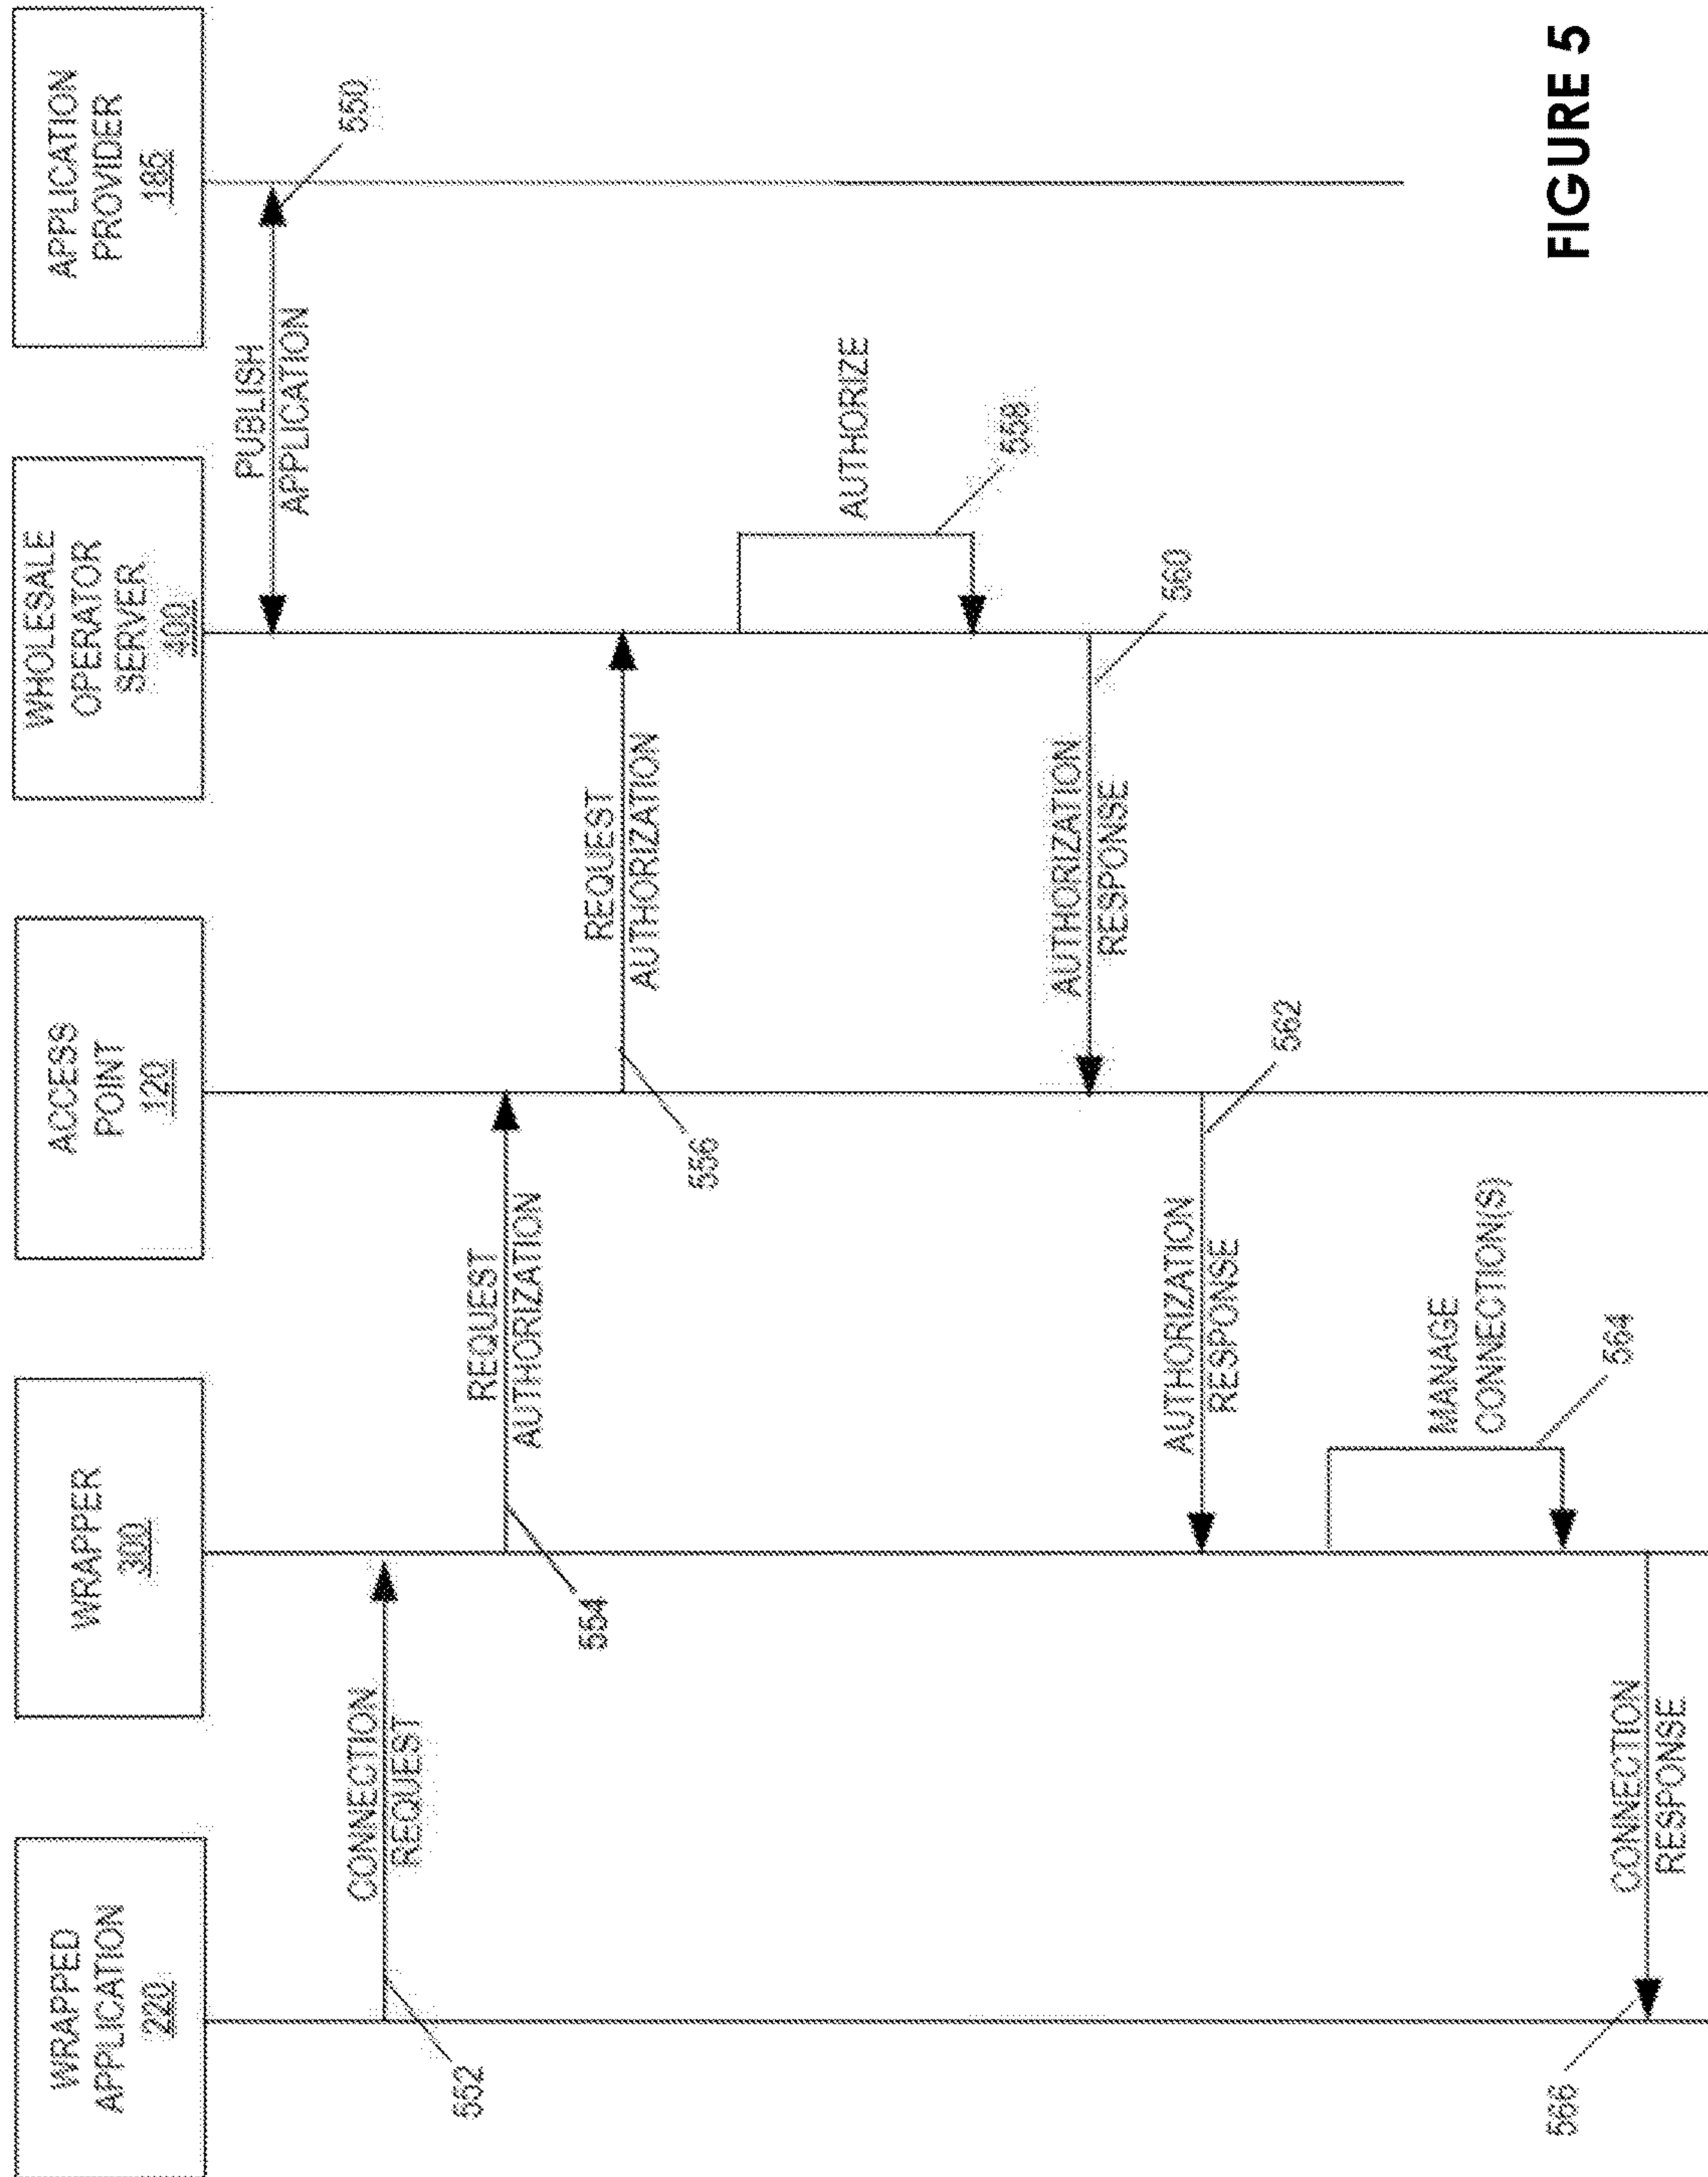 WRAPPED
APPLICATION
220
WRAPPER
300
ACCESS
POINT
120
WHOLESALE
OPERATOR
SERVER
400
APPLICATION
PROVIDER
185
PUBLISH
APPLICATION
550
CONNECTION
REQUEST
552
REQUEST
AUTHORIZATION
554
REQUEST
AUTHORIZATION
556
AUTHORIZE
558
AUTHORIZATION
RESPONSE
560
AUTHORIZATION
RESPONSE
562
MANAGE
CONNECTION(S)
564
CONNECTION
RESPONSE
566
FIGURE 5